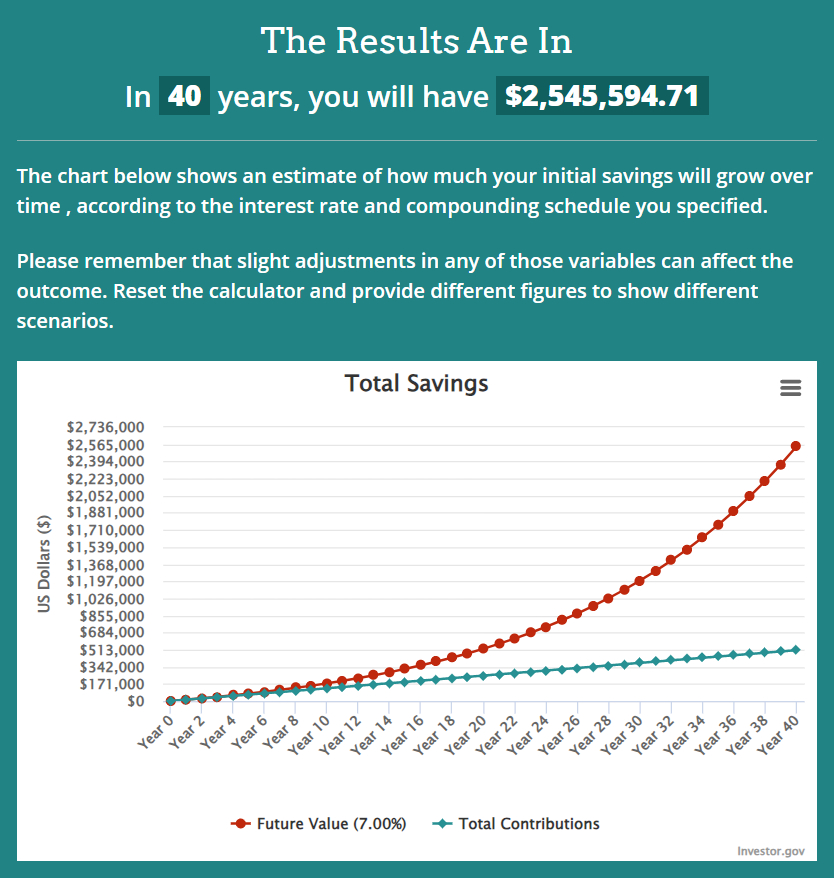 The Results Are In
In 40 years, you will have $2,545,594.71
The chart below shows an estimate of how much your initial savings will grow over
time , according to the interest rate and compounding schedule you specified.
Please remember that slight adjustments in any of those variables can affect the
outcome. Reset the calculator and provide different figures to show different
scenarios.
Total Savings
US Dollars ($)
$2,736,000
$2,565,000
$2,394,000
$2,223,000
$2,052,000
$1,881,000
$1,710,000
$1,539,000
$1,368,000
$1,197,000
$1,026,000
$855,000
$684,000
$513,000
$342,000
$171,000
$0
Year 0
Year 2
Year 4
Year 6
Year 8
Year 10
Year 12
Year 14
Year 16
Year 18
Year 20
Year 22
Year 24
Year 26
Year 28
Year 30
Year 32
Year 34
Year 36
Year 38
Year 40
Future Value (7.00%) Total Contributions
Investor.gov